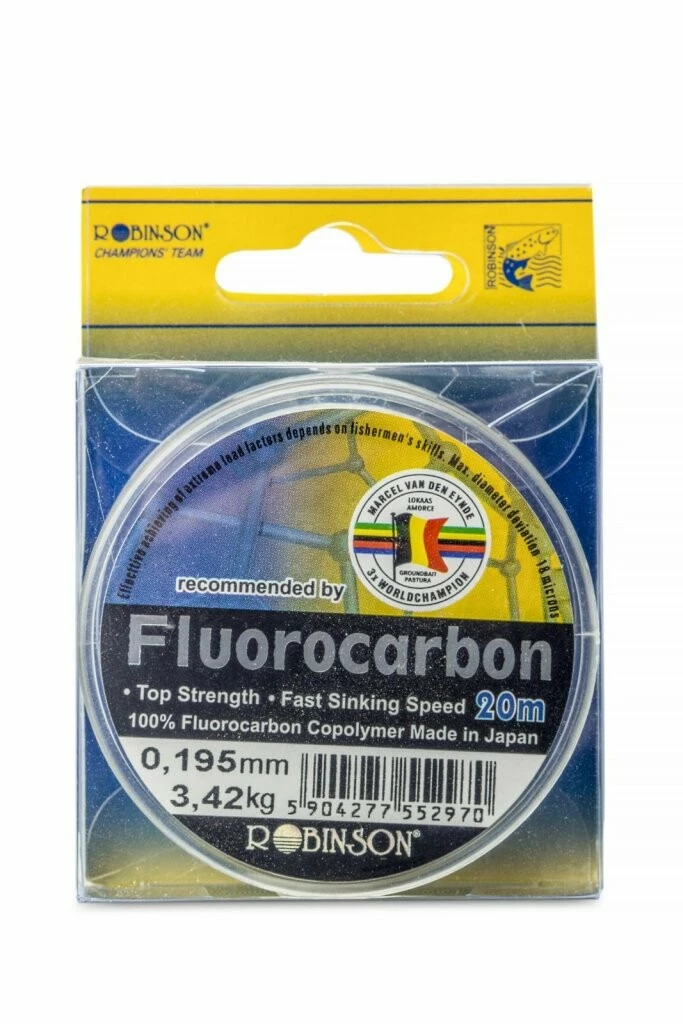 ROBINSON®
CHAMPIONS' TEAM
ROBINSON
Effective achieving of extreme load factors depends on fishermen's skills. Max. diameter deviation 18 microns
MARCEL VAN DEN EYNDE
LOKAAS
AMORCE
GROUNDBAIT
PASTURA
3X WORLDCHAMPION
recommended by
Fluorocarbon
• Top Strength • Fast Sinking Speed 20m
100% Fluorocarbon Copolymer Made in Japan
0,195mm
3,42kg
5 904277 552970
ROBINSON®